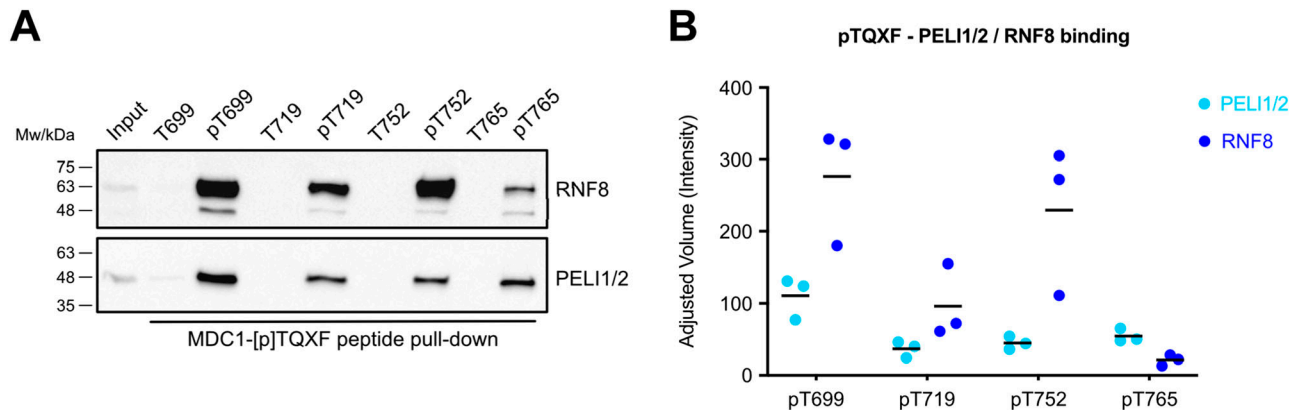 A
Mw/kDa
Input
T699
pT699
T719
pT719
T752
pT752
T765
pT765
75
63
48
RNF8
63
48
35
PELI1/2
MDC1-[p]TQXF peptide pull-down
B
pTQXF - PELI1/2 / RNF8 binding
Adjusted Volume (Intensity)
400
300
200
100
0
pT699
pT719
pT752
pT765
PELI1/2
RNF8